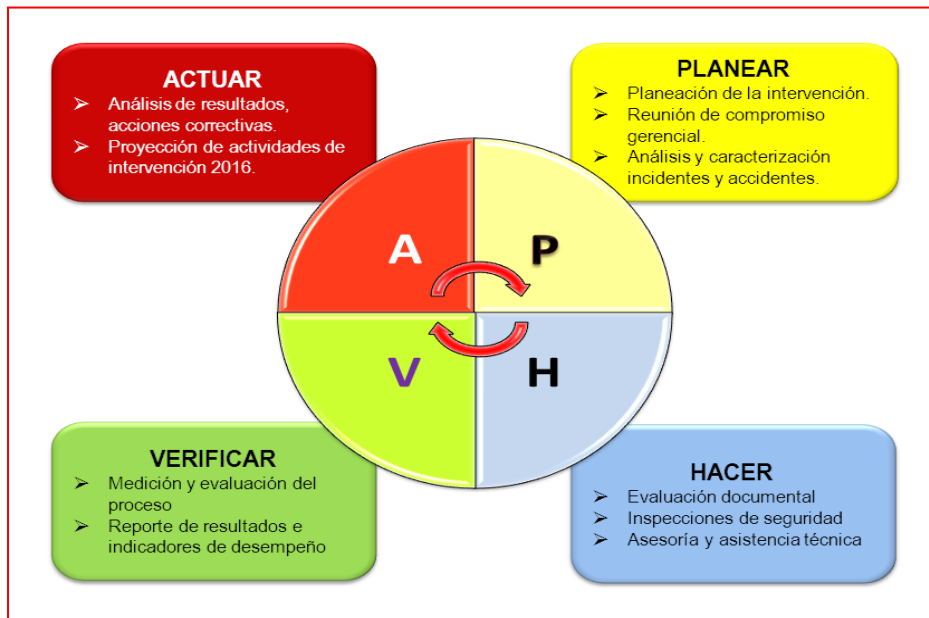 ACTUAR
➢ Análisis de resultados,
acciones correctivas.
➢ Proyección de actividades de
intervención 2016.
PLANEAR
➢ Planeación de la intervención.
➢ Reunión de compromiso
gerencial.
➢ Análisis y caracterización
incidentes y accidentes.
A
P
V
H
VERIFICAR
➢ Medición y evaluación del
proceso
➢ Reporte de resultados e
indicadores de desempeño
HACER
➢ Evaluación documental
➢ Inspecciones de seguridad
➢ Asesoría y asistencia técnica